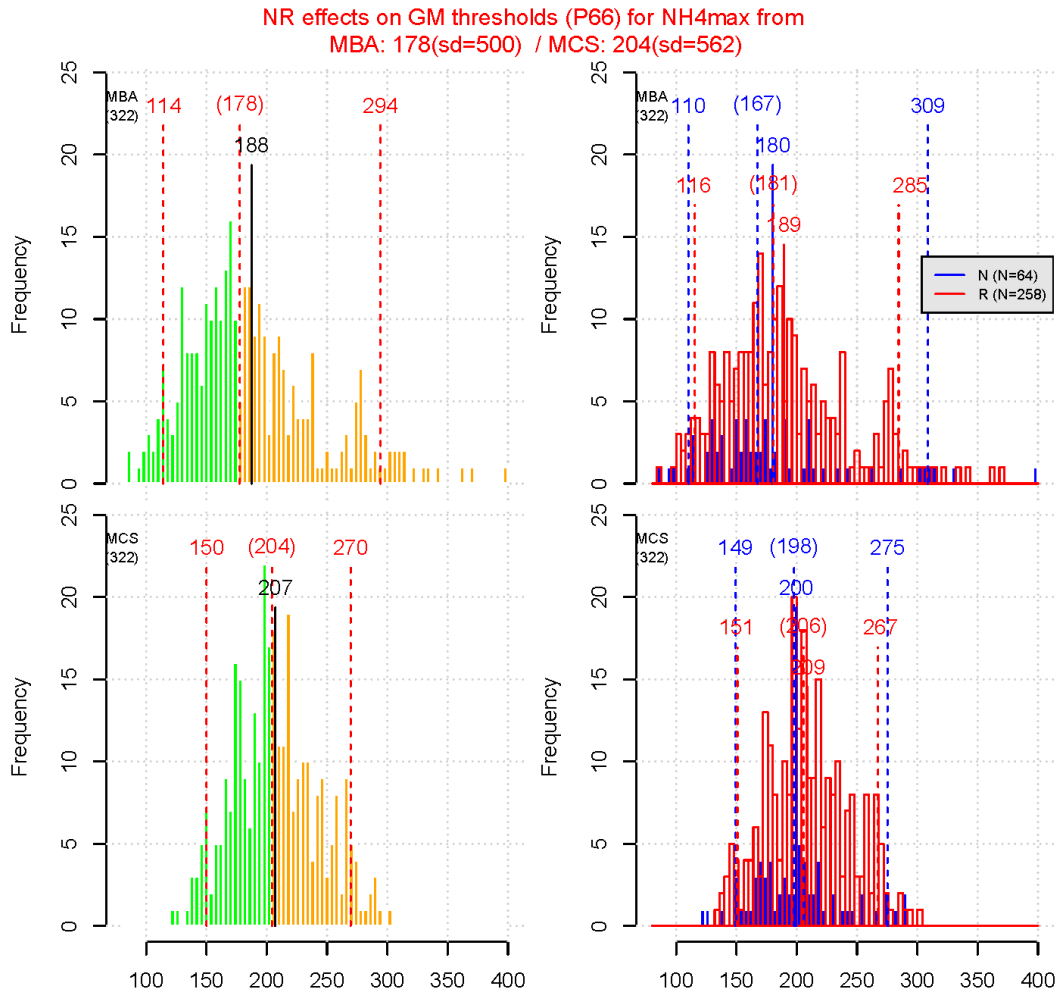 NR effects on GM thresholds (P66) for NH4max from
MBA: 178(sd=500) / MCS: 204(sd=562)
Frequency
0 5 10 15 20 25
MBA
(322)
114 (178) 294
188
Frequency
0 5 10 15 20 25
MBA
(322)
110 (167) 309
180
116 (181) 285
189
N (N=64)
R (N=258)
Frequency
0 5 10 15 20 25
MCS
(322)
150 (204) 270
207
100 150 200 250 300 350 400
Frequency
0 5 10 15 20 25
MCS
(322)
149 (198) 275
200
151 (206) 267
209
100 150 200 250 300 350 400